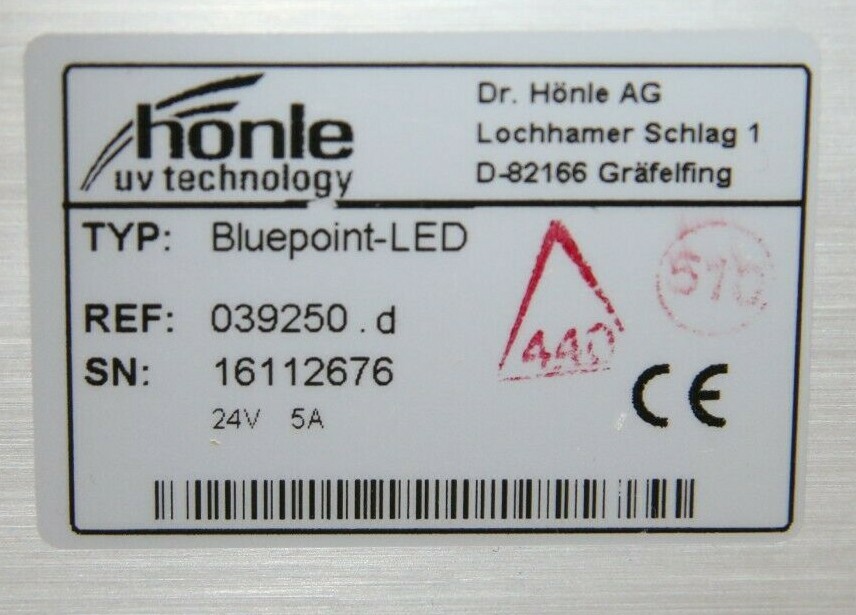 hönle
uv technology
Dr. Hönle AG
Lochhamer Schlag 1
D-82166 Gräfelfing
TYP: Bluepoint-LED
REF: 039250.d
SN: 16112676
24V 5A
440
510
CE